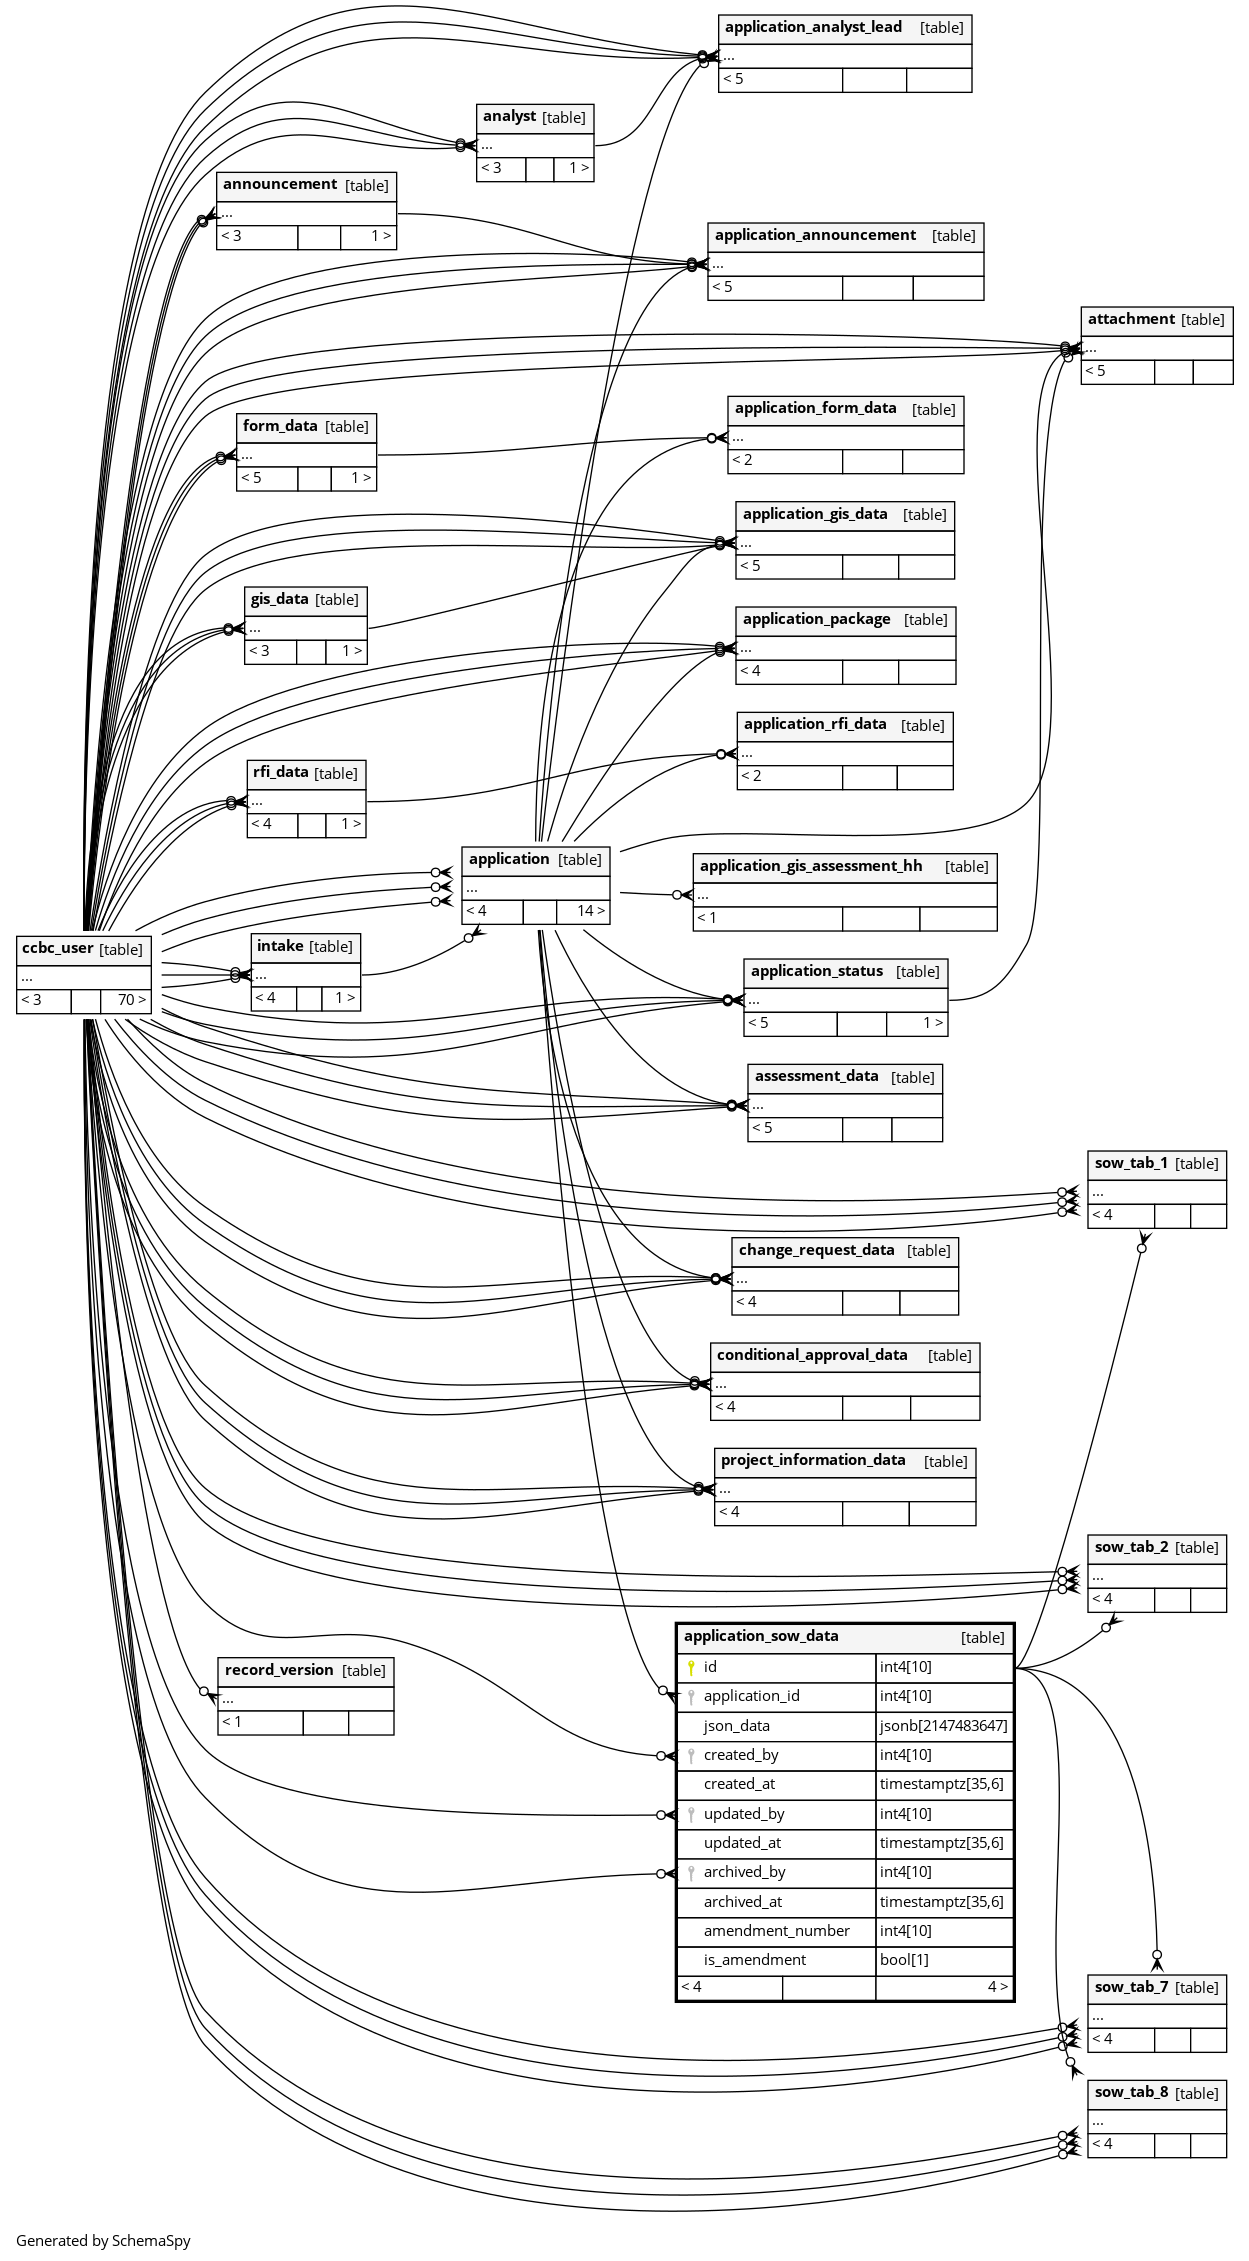 application_analyst_lead [table]
...
< 5
analyst [table]
...
< 3 1 >
announcement [table]
...
< 3 1 >
application_announcement [table]
...
< 5
attachment [table]
...
< 5
application_form_data [table]
...
< 2
form_data [table]
...
< 5 1 >
application_gis_data [table]
...
< 5
gis_data [table]
...
< 3 1 >
application_package [table]
...
< 4
application_rfi_data [table]
...
< 2
rfi_data [table]
...
< 4 1 >
application [table]
...
< 4 14 >
application_gis_assessment_hh [table]
...
< 1
ccbc_user [table]
...
< 3 70 >
intake [table]
...
< 4 1 >
application_status [table]
...
< 5 1 >
assessment_data [table]
...
< 5
sow_tab_1 [table]
...
< 4
change_request_data [table]
...
< 4
conditional_approval_data [table]
...
< 4
project_information_data [table]
...
< 4
sow_tab_2 [table]
...
< 4
record_version [table]
...
< 1
application_sow_data [table]
id int4[10]
application_id int4[10]
json_data jsonb[2147483647]
created_by int4[10]
created_at timestamptz[35,6]
updated_by int4[10]
updated_at timestamptz[35,6]
archived_by int4[10]
archived_at timestamptz[35,6]
amendment_number int4[10]
is_amendment bool[1]
< 4 4 >
sow_tab_7 [table]
...
< 4
sow_tab_8 [table]
...
< 4
Generated by SchemaSpy